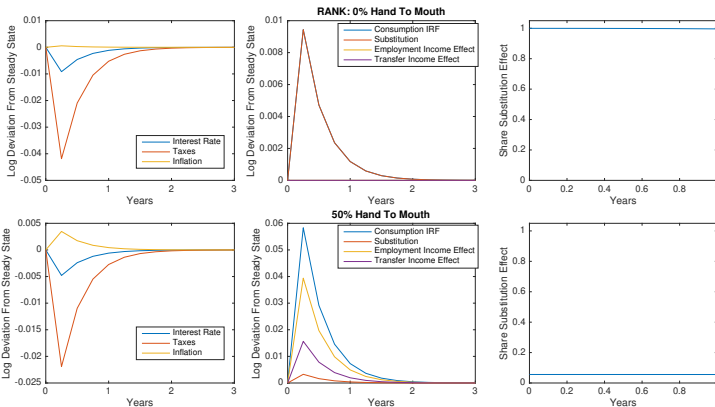 RANK: 0% Hand To Mouth
Log Deviation From Steady State
0.01
0
-0.01
-0.02
-0.03
-0.04
-0.05
Interest Rate
Taxes
Inflation
0 1 2 3
Years
Log Deviation From Steady State
0.01
0.008
0.006
0.004
0.002
0
Consumption IRF
Substitution
Employment Income Effect
Transfer Income Effect
0 1.0 2.0 3
Years
Share Substitution Effect
1
0.8
0.6
0.4
0.2
0
0 0.2 0.4 0.6 0.8 1
Years
50% Hand To Mouth
Log Deviation From Steady State
0.005
0
-0.005
-0.01
-0.015
-0.02
-0.025
Interest Rate
Taxes
Inflation
0 1 2 3
Years
Log Deviation From Steady State
0.06
0.05
0.04
0.03
0.02
0.01
0
Consumption IRF
Substitution
Employment Income Effect
Transfer Income Effect
0 1.0 2.0 3
Years
Share Substitution Effect
1
0.8
0.6
0.4
0.2
0
0 0.2 0.4 0.6 0.8 1
Years